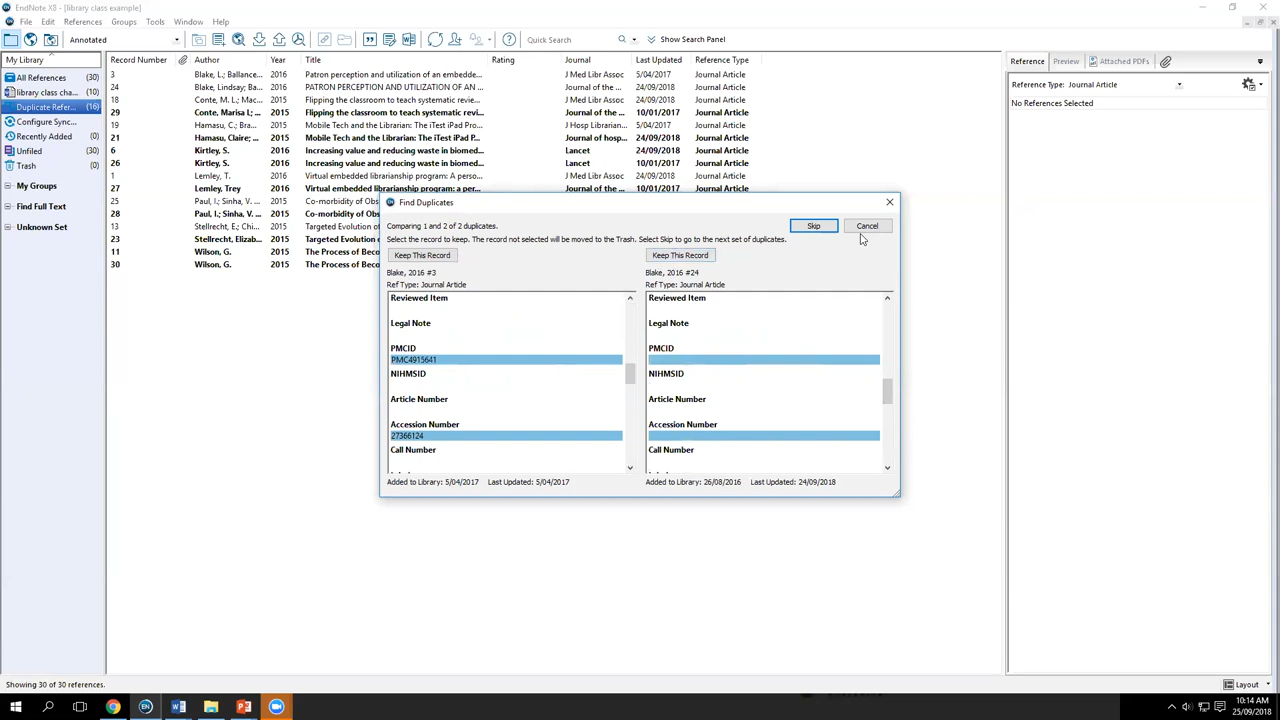 EndNote X8 - [library class example]
File Edit References Groups Tools Window Help
Annotated Quick Search Show Search Panel
My Library Record Number Author Year Title Rating Journal Last Updated Reference Type
All References (30)
library class cha... (10)
Duplicate Refer... (16)
Configure Sync...
Recently Added (0)
Unfiled (30)
Trash (0)
My Groups
Find Full Text
Unknown Set
3 Blake, L.; Ballance... 2016 Patron perception and utilization of an embedde... J Med Libr Assoc 5/04/2017 Journal Article
24 Blake, Lindsay; Bal... 2016 PATRON PERCEPTION AND UTILIZATION OF AN ... Journal of the ... 24/09/2018 Journal Article
18 Conte, M. L.; Mac... 2015 Flipping the classroom to teach systematic revi... J Med Libr Assoc 24/09/2018 Journal Article
29 Conte, Marisa L; ... 2015 Flipping the classroom to teach systematic revi... Journal of the ... 10/01/2017 Journal Article
19 Hamasu, C.; Bra... 2015 Mobile Tech and the Librarian: The iTest iPad Pr... J Hosp Librarian... 5/04/2017 Journal Article
21 Hamasu, Claire; ... 2015 Mobile Tech and the Librarian: The iTest iPad P... Journal of hosp... 24/09/2018 Journal Article
6 Kirtley, S. 2016 Increasing value and reducing waste in biomed... Lancet 24/09/2018 Journal Article
26 Kirtley, S. 2016 Increasing value and reducing waste in biomed... Lancet 10/01/2017 Journal Article
1 Lemley, T. 2016 Virtual embedded librarianship program: a perso... J Med Libr Assoc 24/09/2018 Journal Article
27 Lemley, Trey 2016 Virtual embedded librarianship program: a per... Journal of the ... 10/01/2017 Journal Article
25 Paul, I.; Sinha, V. ... 2015 Co-morbidity of Obs
28 Paul, I.; Sinha, V. ... 2015 Co-morbidity of Ob
13 Stellrecht, E.; Chi... 2015 Targeted Evolution o
23 Stellrecht, Elizab... 2015 Targeted Evolution
11 Wilson, G. 2015 The Process of Beco
30 Wilson, G. 2015 The Process of Beco
Reference Preview Attached PDFs
Reference Type: Journal Article
No References Selected
Find Duplicates
Comparing 1 and 2 of 2 duplicates. Skip Cancel
Select the record to keep. The record not selected will be moved to the Trash. Select Skip to go to the next set of duplicates.
Keep This Record
Blake, 2016 #3
Ref Type: Journal Article
Reviewed Item
Legal Note
PMCID
PMC4915641
NIHMSID
Article Number
Accession Number
27366124
Call Number
Added to Library: 5/04/2017 Last Updated: 5/04/2017
Keep This Record
Blake, 2016 #24
Ref Type: Journal Article
Reviewed Item
Legal Note
PMCID
NIHMSID
Article Number
Accession Number
Call Number
Added to Library: 26/08/2016 Last Updated: 24/09/2018
Showing 30 of 30 references. Layout
10:14 AM
25/09/2018